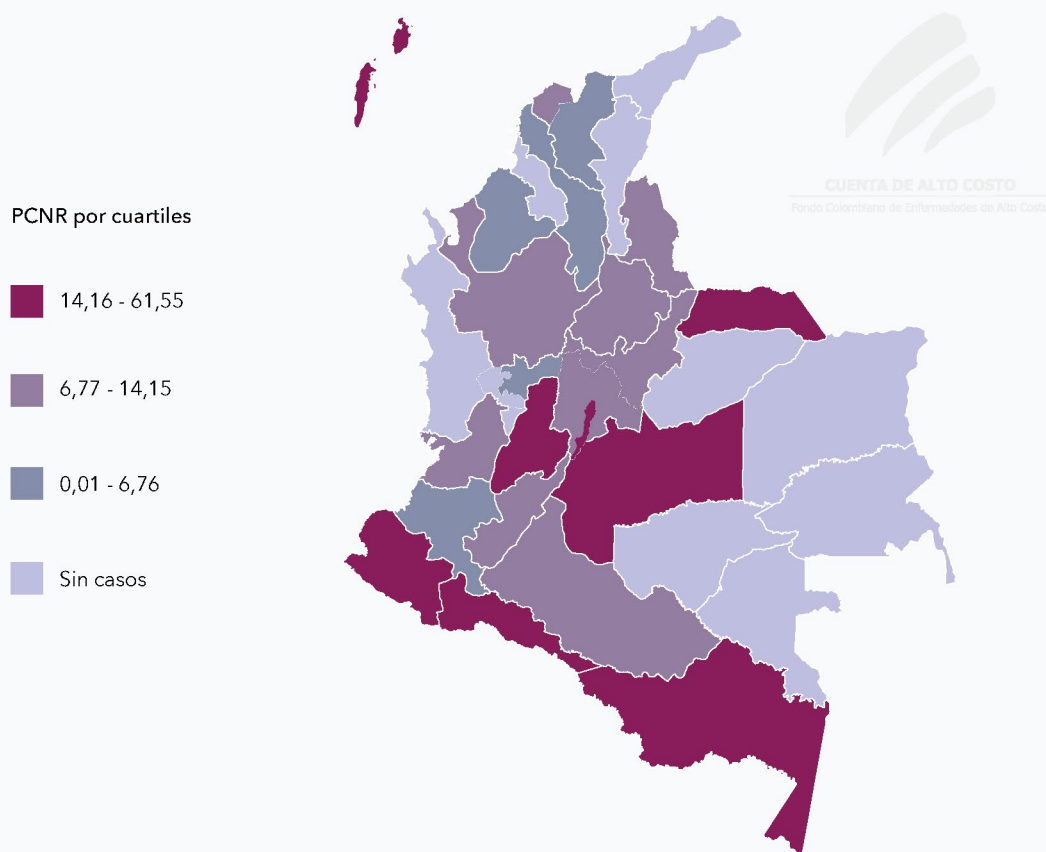 CUENTA DE ALTO COSTO
Fondo Colombiano de Enfermedades de Alto Costo
PCNR por cuartiles
14,16 - 61,55
6,77 - 14,15
0,01 - 6,76
Sin casos